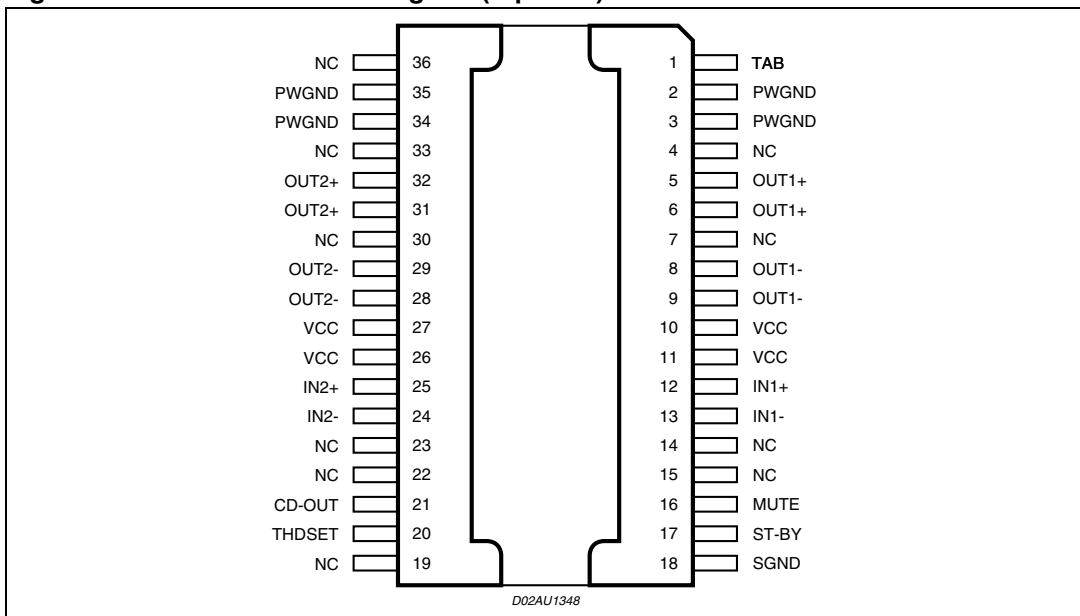 NC 36 1 TAB
PWGND 35 2 PWGND
PWGND 34 3 PWGND
NC 33 4 NC
OUT2+ 32 5 OUT1+
OUT2+ 31 6 OUT1+
NC 30 7 NC
OUT2- 29 8 OUT1-
OUT2- 28 9 OUT1-
VCC 27 10 VCC
VCC 26 11 VCC
IN2+ 25 12 IN1+
IN2- 24 13 IN1-
NC 23 14 NC
NC 22 15 NC
CD-OUT 21 16 MUTE
THDSET 20 17 ST-BY
NC 19 18 SGND
D02AU1348